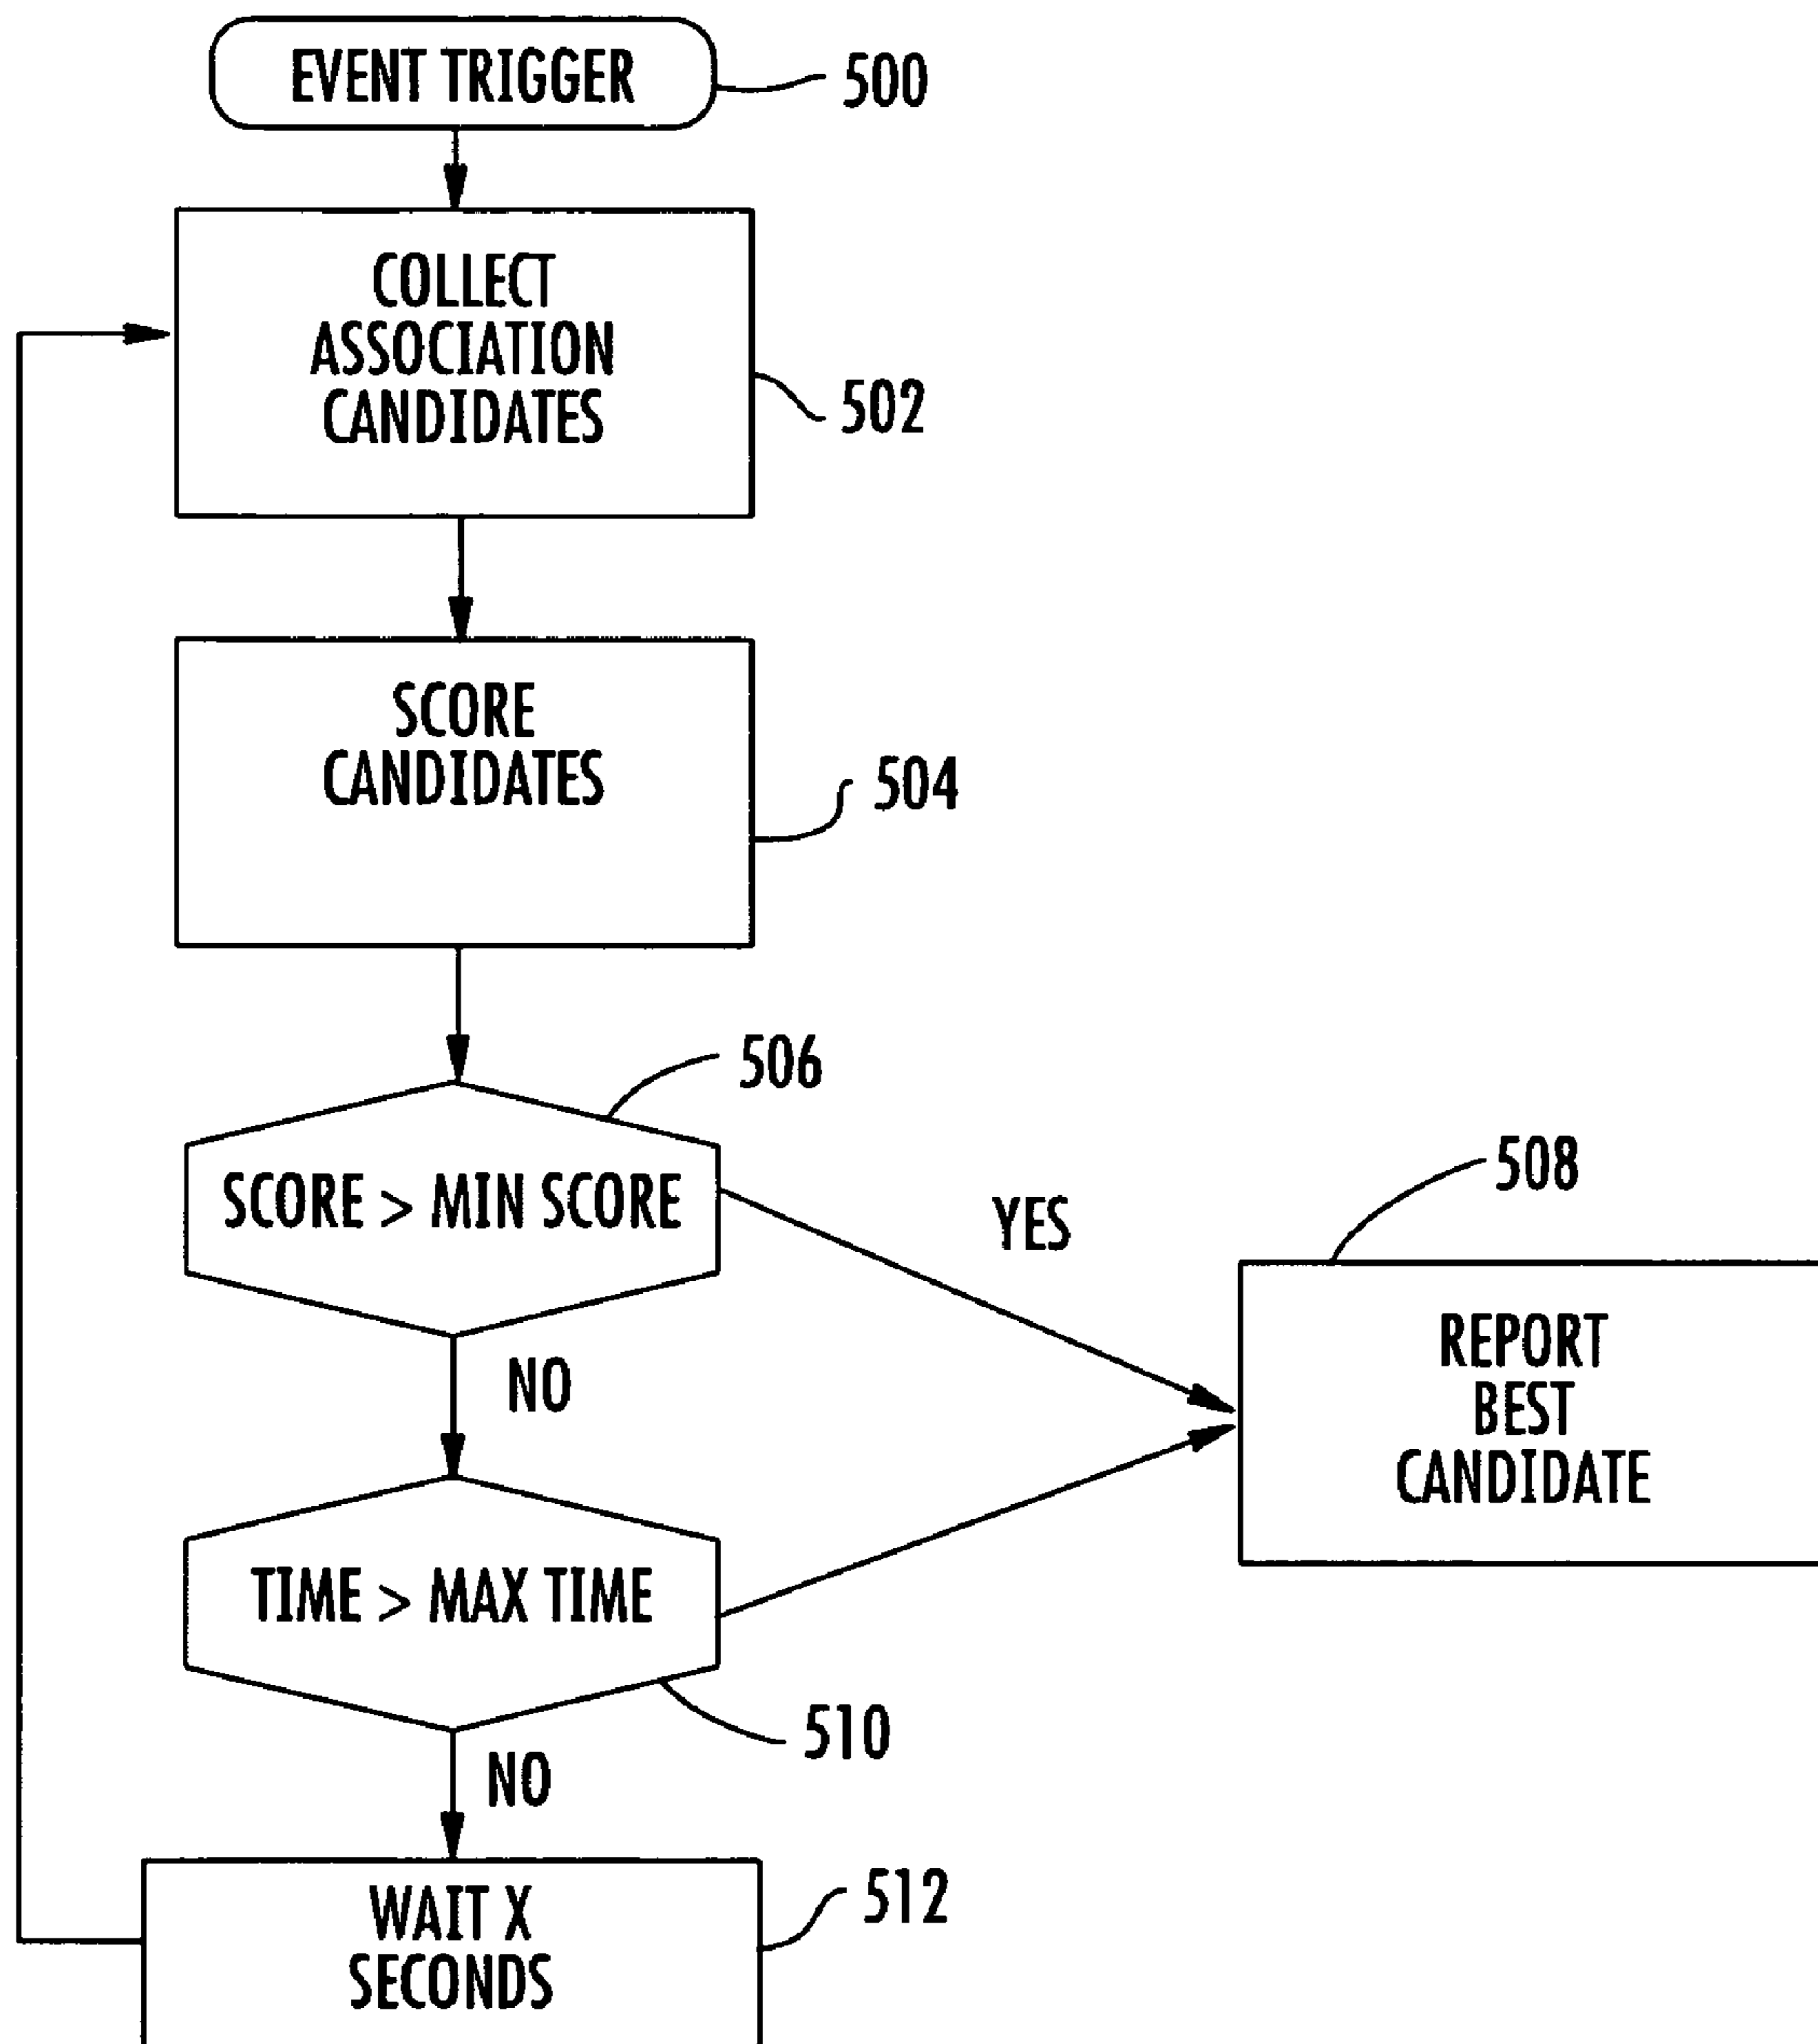 EVENT TRIGGER
500
COLLECT
ASSOCIATION
CANDIDATES
502
SCORE
CANDIDATES
504
506
SCORE > MIN SCORE
YES
508
REPORT
BEST
CANDIDATE
NO
TIME > MAX TIME
510
NO
WAIT X
SECONDS
512